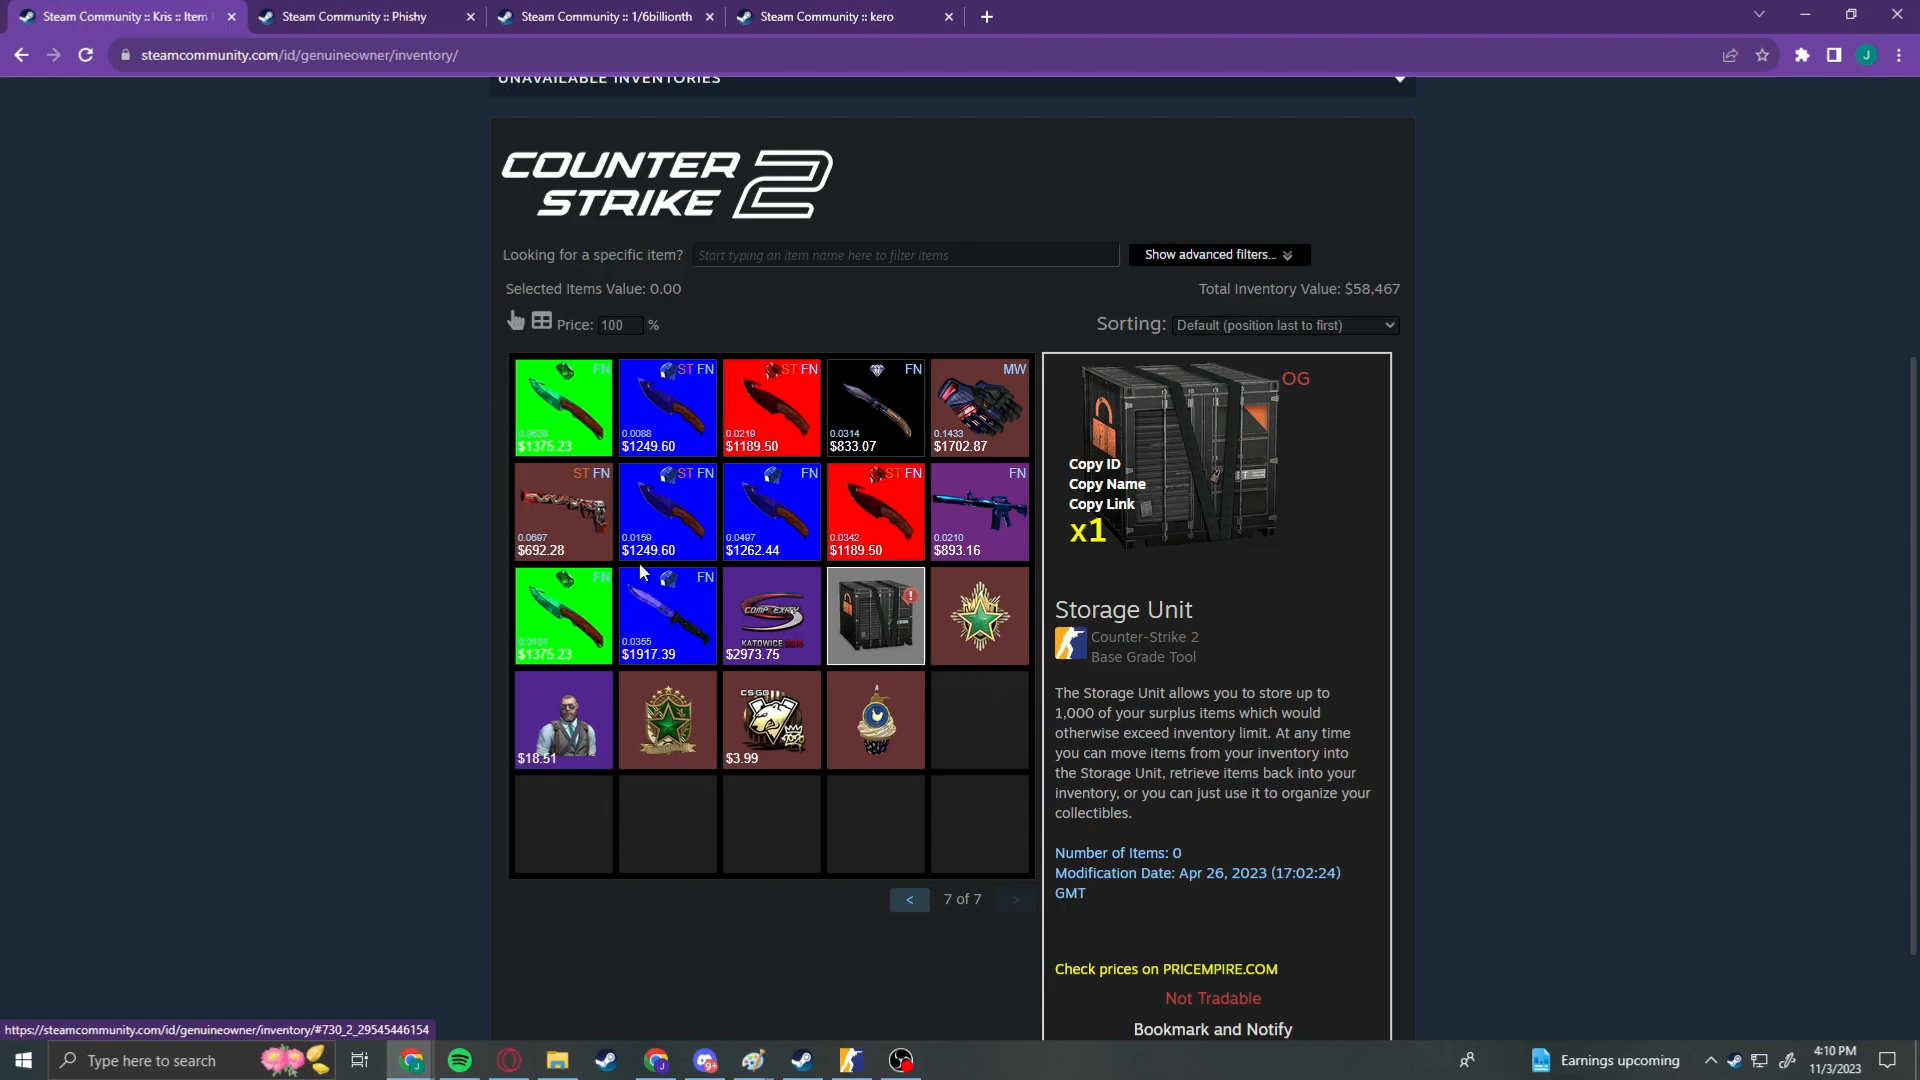 Steam Community :: Kris :: Item
Steam Community :: Phishy
Steam Community :: 1/6billionth
Steam Community :: kero
steamcommunity.com/id/genuineowner/inventory/
J
UNAVAILABLE INVENTORIES
COUNTER
STRIKE 2
Looking for a specific item?
Start typing an item name here to filter items
Show advanced filters...
Selected Items Value: 0.00
Total Inventory Value: $58,467
Price: 100 %
Sorting: Default (position last to first)
FN
$1375.23
ST FN
0.0088
$1249.60
ST FN
0.0219
$1189.50
FN
0.0314
$833.07
MW
0.1433
$1702.87
ST FN
0.0697
$692.28
ST FN
0.0159
$1249.60
FN
0.0497
$1262.44
ST FN
0.0342
$1189.50
FN
0.0210
$893.16
FN
$1375.23
FN
0.0355
$1917.39
COMPLEXITY
KATOWICE 2014
$2973.75
!
$18.51
CS:GO
$3.99
< 7 of 7 >
OG
Copy ID
Copy Name
Copy Link
x1
Storage Unit
Counter-Strike 2
Base Grade Tool
The Storage Unit allows you to store up to
1,000 of your surplus items which would
otherwise exceed inventory limit. At any time
you can move items from your inventory into
the Storage Unit, retrieve items back into your
inventory, or you can just use it to organize your
collectibles.
Number of Items: 0
Modification Date: Apr 26, 2023 (17:02:24)
GMT
Check prices on PRICEMPIRE.COM
Not Tradable
Bookmark and Notify
https://steamcommunity.com/id/genuineowner/inventory/#730_2_29545446154
Type here to search
9+
Earnings upcoming
4:10 PM
11/3/2023